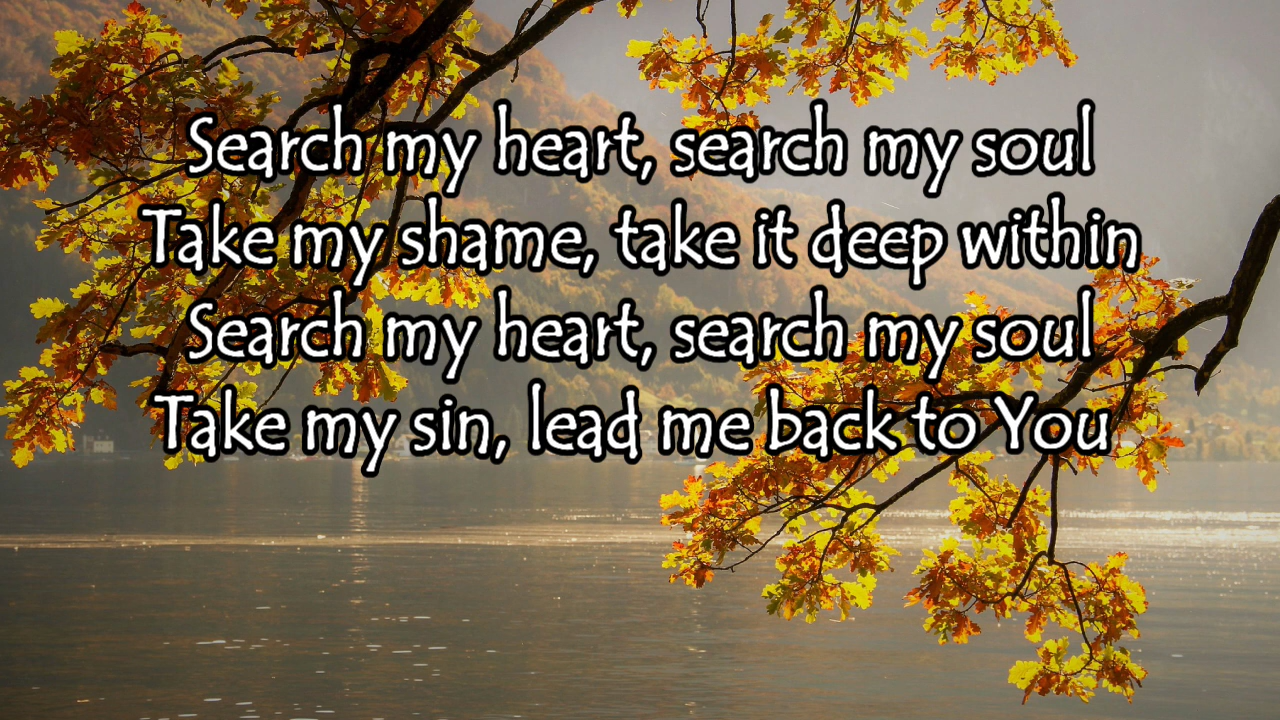 Search my heart, search my soul
Take my shame, take it deep within
Search my heart, search my soul
Take my sin, lead me back to You